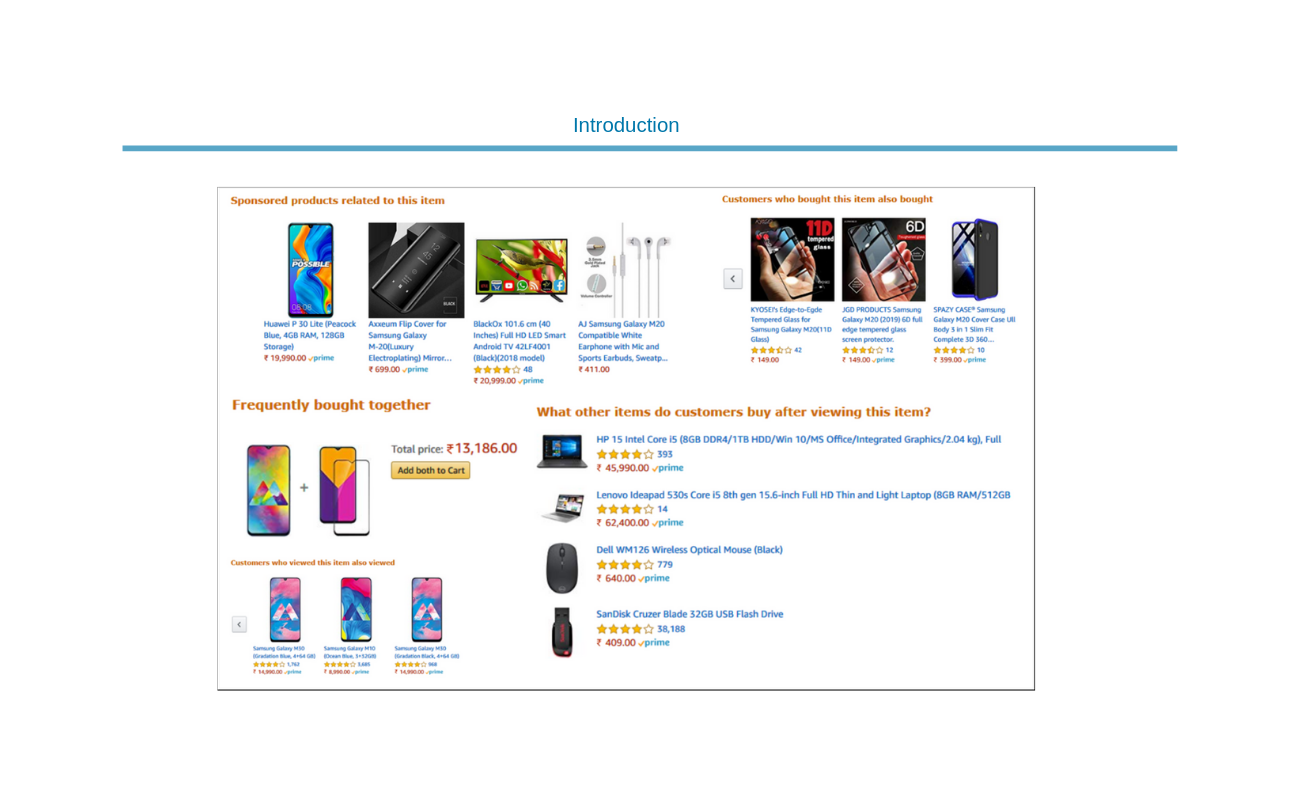 Introduction
Sponsored products related to this item
POSSIBLE
BLACK
Huawei P 30 Lite (Peacock
Blue, 4GB RAM, 128GB
Storage)
₹ 19,990.00 prime
Axxeum Flip Cover for
Samsung Galaxy
M-20(Luxury
Electroplating) Mirror...
₹ 699.00 prime
BlackOx 101.6 cm (40
Inches) Full HD LED Smart
Android TV 42LF4001
(Black)(2018 model)
48
₹ 20,999.00 prime
AJ Samsung Galaxy M20
Compatible White
Earphone with Mic and
Sports Earbuds, Sweatp...
₹ 411.00
Customers who bought this item also bought
11D
tempered
glass
6D
KYOSEI's Edge-to-Egde
Tempered Glass for
Samsung Galaxy M20(11D
Glass)
42
₹ 149.00
JGD PRODUCTS Samsung
Galaxy M20 (2019) 6D full
edge tempered glass
screen protector.
12
₹ 149.00 prime
SPAZY CASE® Samsung
Galaxy M20 Cover Case Ull
Body 3 in 1 Slim Fit
Complete 3D 360...
10
₹ 399.00 prime
Frequently bought together
+
Total price: ₹13,186.00
Add both to Cart
What other items do customers buy after viewing this item?
HP 15 Intel Core i5 (8GB DDR4/1TB HDD/Win 10/MS Office/Integrated Graphics/2.04 kg), Full
393
₹ 45,990.00 prime
Lenovo Ideapad 530s Core i5 8th gen 15.6-inch Full HD Thin and Light Laptop (8GB RAM/512GB
14
₹ 62,400.00 prime
Dell WM126 Wireless Optical Mouse (Black)
779
₹ 640.00 prime
SanDisk Cruzer Blade 32GB USB Flash Drive
38,188
₹ 409.00 prime
Customers who viewed this item also viewed
Samsung Galaxy M30
(Gradation Blue, 4+64 GB)
1,762
₹ 14,990.00 prime
Samsung Galaxy M10
(Ocean Blue, 3+32GB)
3,685
₹ 8,990.00 prime
Samsung Galaxy M30
(Gradation Black, 4+64 GB)
968
₹ 14,990.00 prime